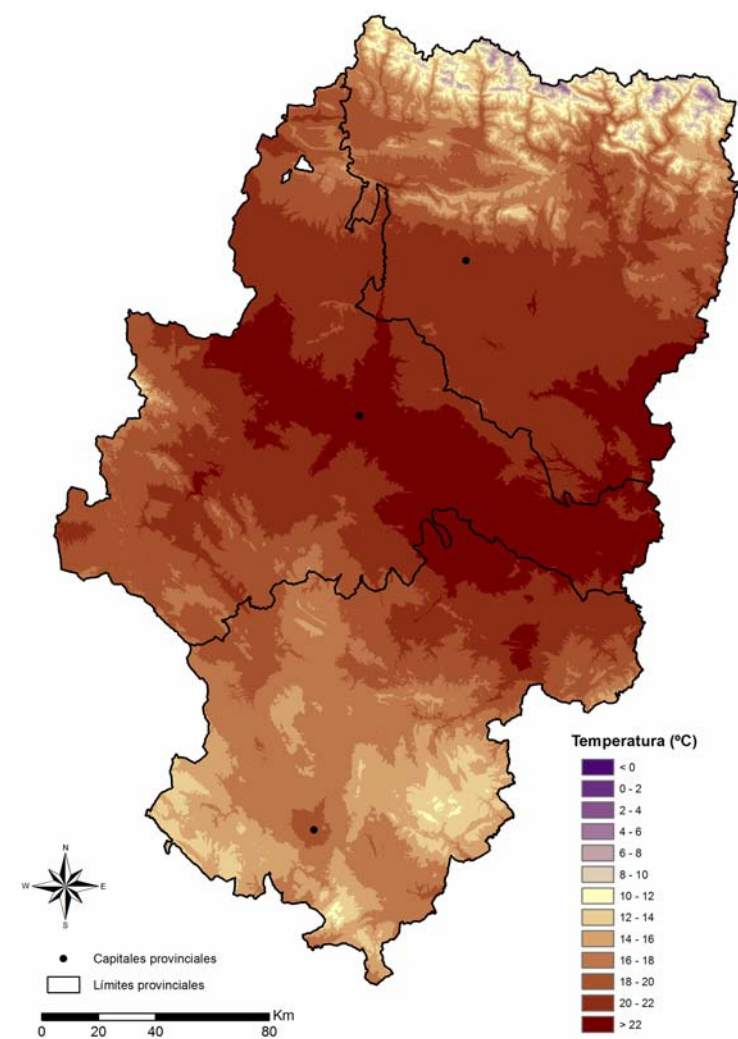 Temperatura (ºC)
< 0
0 - 2
2 - 4
4 - 6
6 - 8
8 - 10
10 - 12
12 - 14
14 - 16
16 - 18
18 - 20
20 - 22
> 22
N
W E
S
Capitales provinciales
Límites provinciales
Km
0 20 40 80